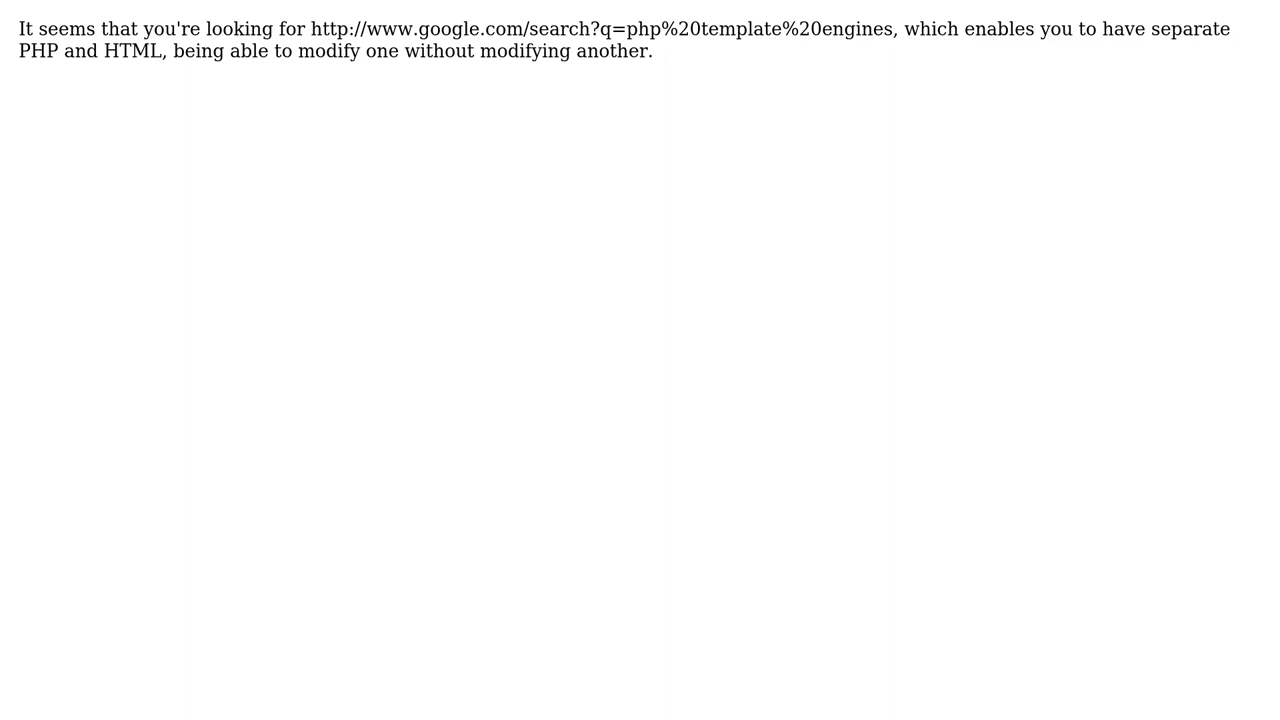 It seems that you're looking for http://www.google.com/search?q=php%20template%20engines, which enables you to have separate
PHP and HTML, being able to modify one without modifying another.